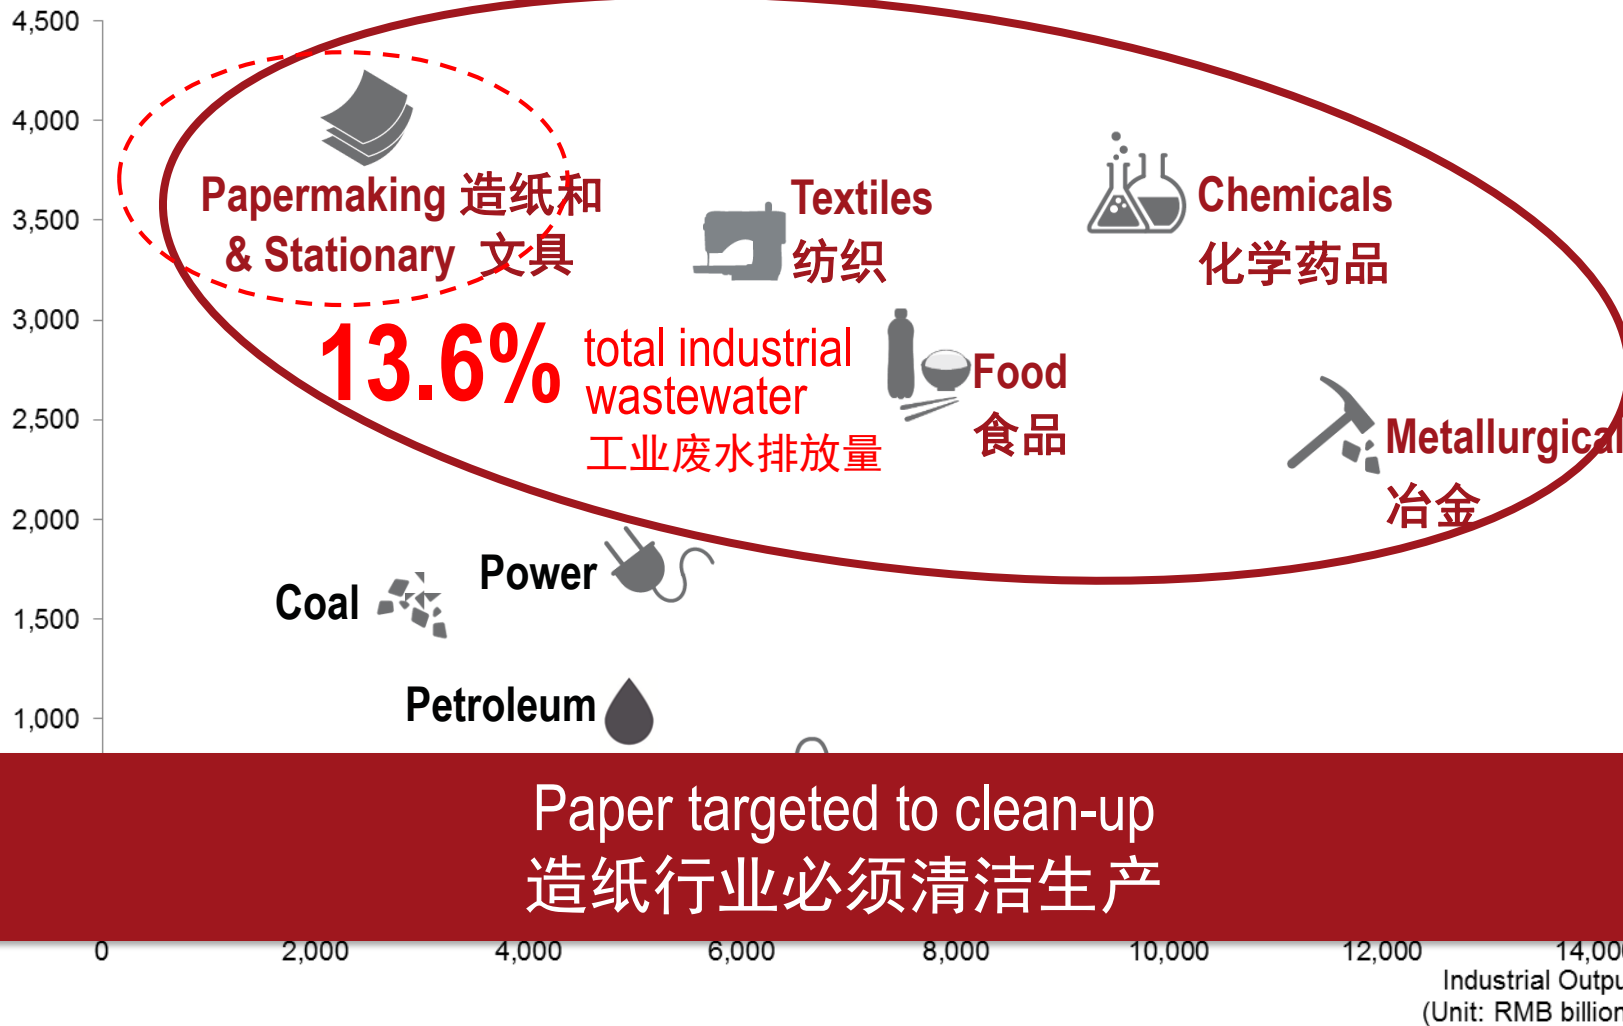 4,500
4,000
3,500
3,000
2,500
2,000
1,500
1,000
Papermaking 造纸和
& Stationary 文具
Textiles
纺织
Chemicals
化学药品
13.6%
total industrial
wastewater
工业废水排放量
Food
食品
Metallurgical
冶金
Power
Coal
Petroleum
Paper targeted to clean-up
造纸行业必须清洁生产
0 2,000 4,000 6,000 8,000 10,000 12,000 14,00
Industrial Outpu
(Unit: RMB billion